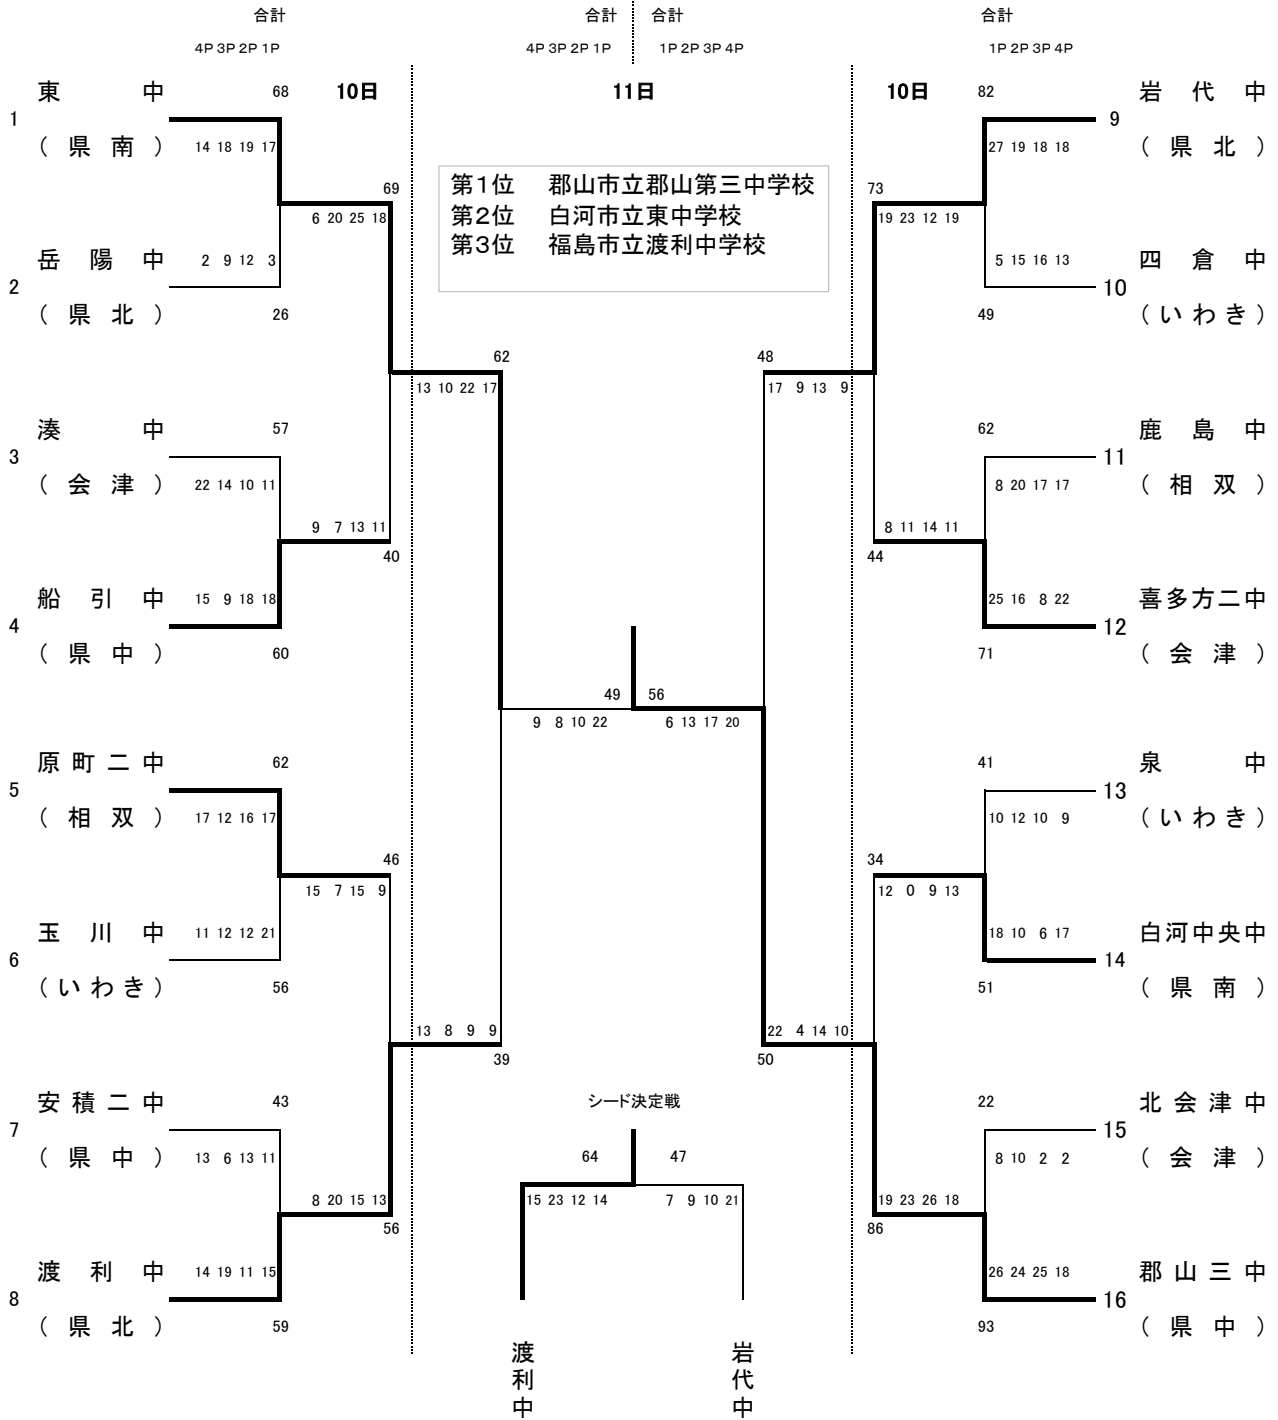 合計 合計 合計 合計
4P 3P 2P 1P 4P 3P 2P 1P 1P 2P 3P 4P 1P 2P 3P 4P
10日 11日 10日
第1位 郡山市立郡山第三中学校
第2位 白河市立東中学校
第3位 福島市立渡利中学校
1 東中 68
(県南) 14 18 19 17
69
6 20 25 18
2 岳陽中 2 9 12 3
(県北) 26
62
13 10 22 17
3 湊中 57
(会津) 22 14 10 11
9 7 13 11
40
4 船引中 15 9 18 18
(県中) 60
49 56
9 8 10 22 6 13 17 20
5 原町二中 62
(相双) 17 12 16 17
46
15 7 15 9
6 玉川中 11 12 12 21
(いわき) 56
13 8 9 9
39
7 安積二中 43
(県中) 13 6 13 11
8 20 15 13
56
8 渡利中 14 19 11 15
(県北) 59
82 岩代中 9
27 19 18 18 (県北)
73
19 23 12 19
5 15 16 13 四倉中 10
49 (いわき)
48
17 9 13 9
62 鹿島中 11
8 20 17 17 (相双)
8 11 14 11
44
25 16 8 22 喜多方二中 12
71 (会津)
41 泉中 13
10 12 10 9 (いわき)
34
12 0 9 13
18 10 6 17 白河中央中 14
51 (県南)
22 4 14 10
50
22 北会津中 15
8 10 2 2 (会津)
19 23 26 18
86
26 24 25 18 郡山三中 16
93 (県中)
シード決定戦
64 47
15 23 12 14 7 9 10 21
渡利中 岩代中